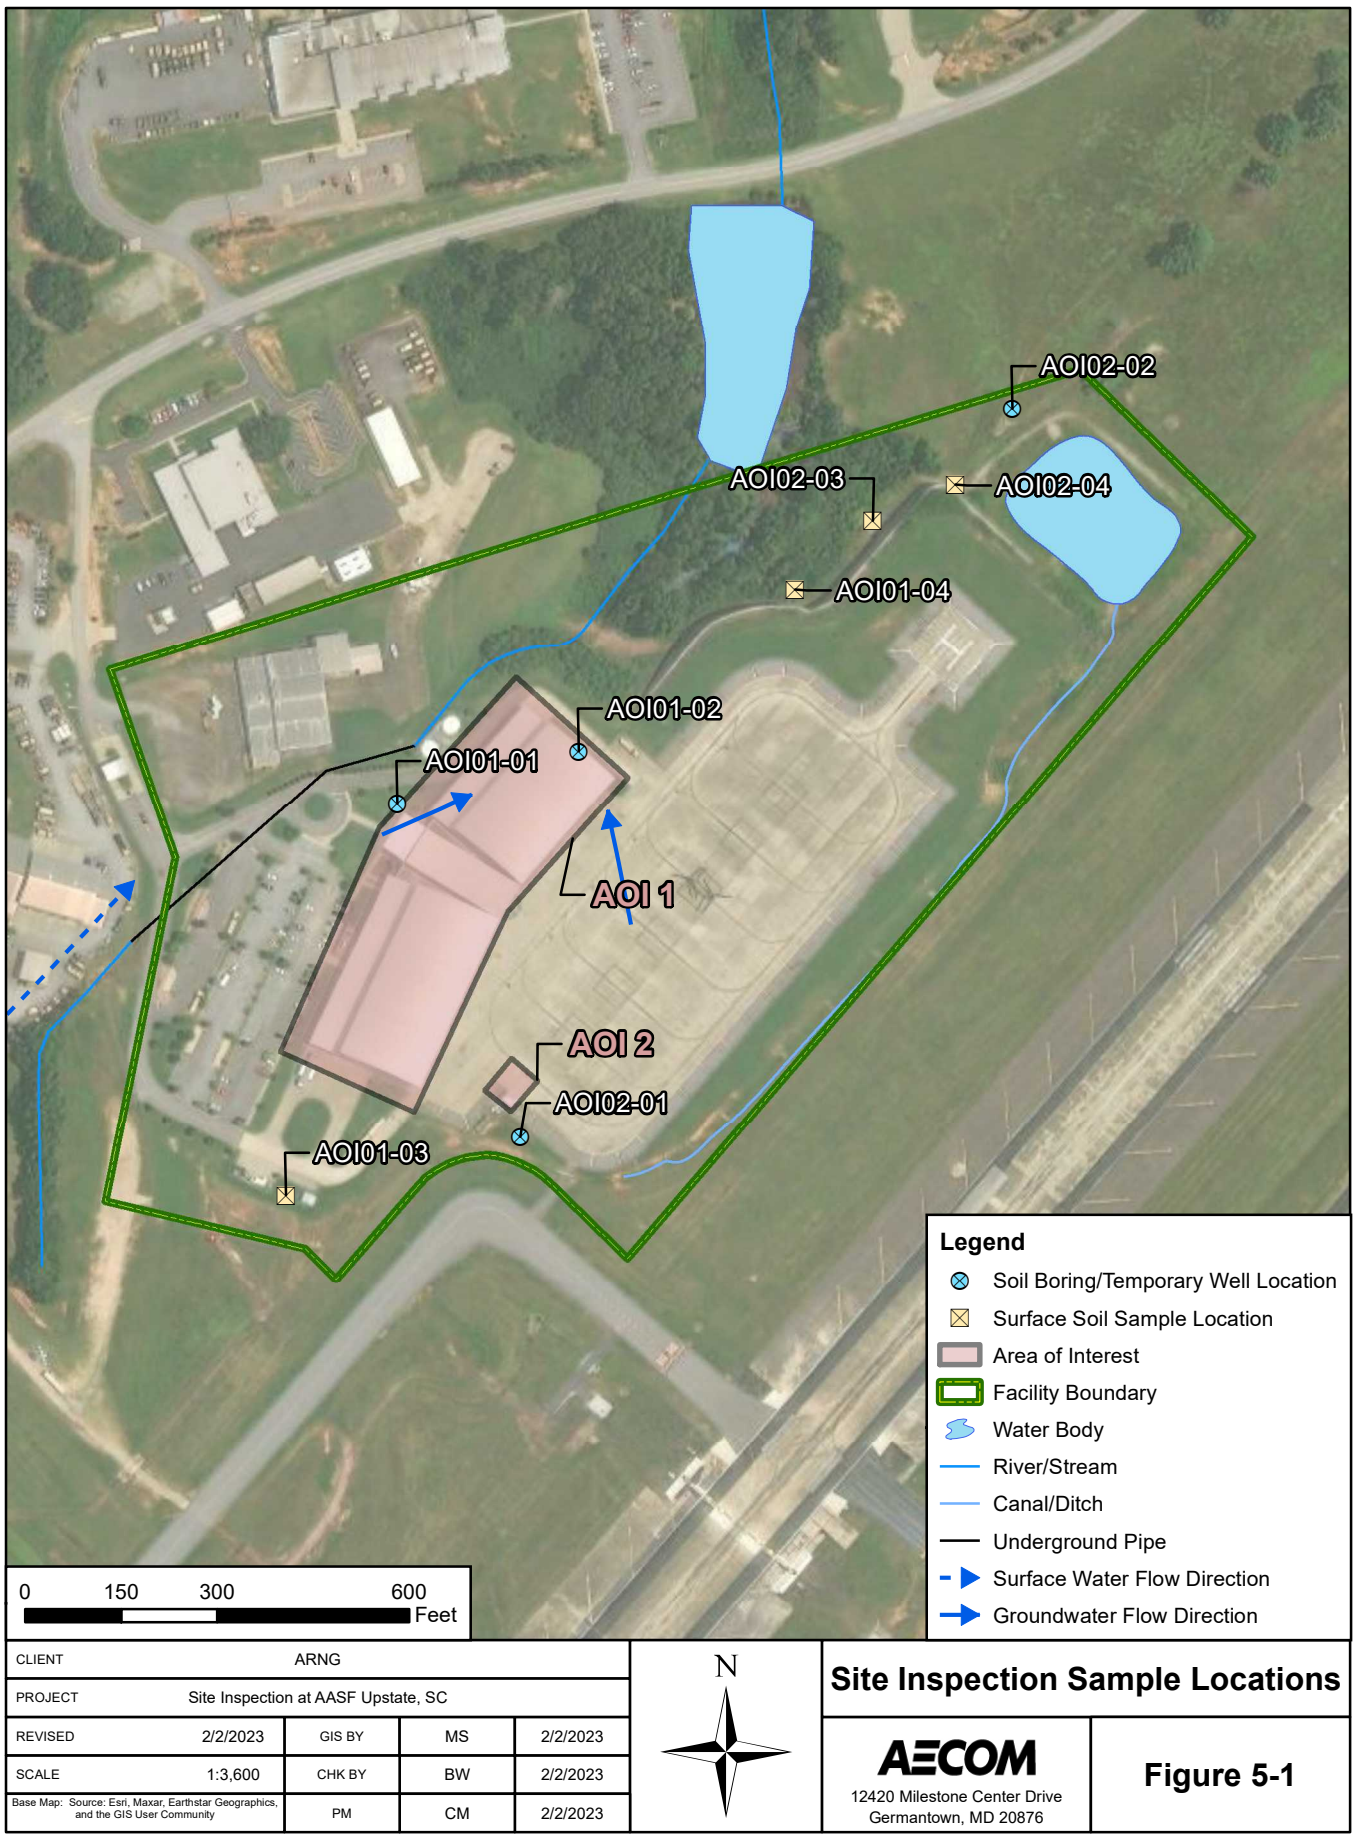 AOI02-02
AOI02-03
AOI02-04
AOI01-04
AOI01-02
AOI01-01
AOI 1
AOI 2
AOI02-01
AOI01-03
H
Legend
Soil Boring/Temporary Well Location
Surface Soil Sample Location
Area of Interest
Facility Boundary
Water Body
River/Stream
Canal/Ditch
Underground Pipe
Surface Water Flow Direction
Groundwater Flow Direction
0 150 300 600
Feet
CLIENT ARNG
PROJECT Site Inspection at AASF Upstate, SC
REVISED 2/2/2023 GIS BY MS 2/2/2023
SCALE 1:3,600 CHK BY BW 2/2/2023
Base Map: Source: Esri, Maxar, Earthstar Geographics,
and the GIS User Community
PM CM 2/2/2023
N
Site Inspection Sample Locations
AECOM
12420 Milestone Center Drive
Germantown, MD 20876
Figure 5-1